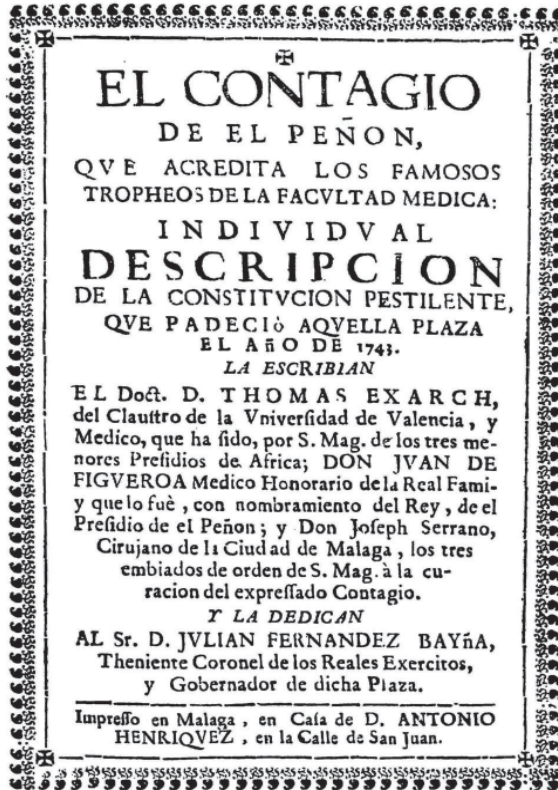 EL CONTAGIO
DE EL PEÑON,
QVE ACREDITA LOS FAMOSOS
TROPHEOS DE LA FACVLTAD MEDICA:
INDIVIDVAL
DESCRIPCION
DE LA CONSTITVCION PESTILENTE,
QVE PADECIò AQVELLA PLAZA
EL AñO DE 1743.
LA ESCRIBIAN
EL Doct. D. THOMAS EXARCH,
del Clauſtro de la Vniverſidad de Valencia, y
Medico, que ha ſido, por S. Mag. de los tres me-
nores Preſidios de Africa; DON JVAN DE
FIGVEROA Medico Honorario de la Real Fami-
y que lo fuè, con nombramiento del Rey, de el
Preſidio de el Peñon; y Don Joſeph Serrano,
Cirujano de la Ciudad de Malaga, los tres
embiados de orden de S. Mag. à la cu-
racion del expreſſado Contagio.
Y LA DEDICAN
AL Sr. D. JVLIAN FERNANDEZ BAYñA,
Theniente Coronel de los Reales Exercitos,
y Gobernador de dicha Plaza.
Impreſſo en Malaga, en Caſa de D. ANTONIO
HENRIQVEZ, en la Calle de San Juan.